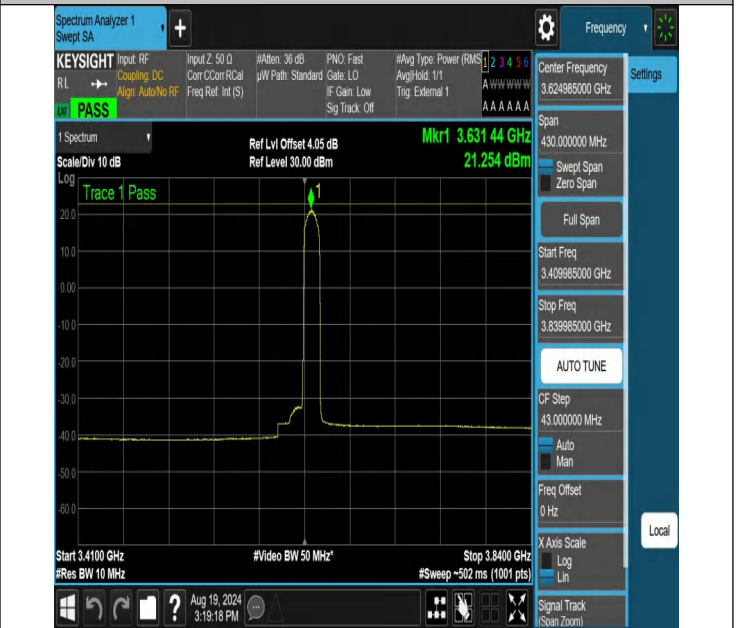 Spectrum Analyzer 1
Swept SA
+
Frequency
KEYSIGHT
RL
PASS
Input: RF
Coupling: DC
Align: Auto/No RF
Input Z: 50 Ω
Corr CCorr RCal
Freq Ref: Int (S)
#Atten: 36 dB
µW Path: Standard
PNO: Fast
Gate: LO
IF Gain: Low
Sig Track: Off
#Avg Type: Power (RMS
Avg|Hold: 1/1
Trig: External 1
1 2 3 4 5 6
A W W W W W
A A A A A A
1 Spectrum
Scale/Div 10 dB
Log
Ref Lvl Offset 4.05 dB
Ref Level 30.00 dBm
Mkr1 3.631 44 GHz
21.254 dBm
Trace 1 Pass
1
20.0
10.0
0.00
-10.0
-20.0
-30.0
-40.0
-50.0
-60.0
Start 3.4100 GHz
#Res BW 10 MHz
#Video BW 50 MHz*
Stop 3.8400 GHz
#Sweep ~502 ms (1001 pts)
Center Frequency
3.624985000 GHz
Settings
Span
430.000000 MHz
Swept Span
Zero Span
Full Span
Start Freq
3.409985000 GHz
Stop Freq
3.839985000 GHz
AUTO TUNE
CF Step
43.000000 MHz
Auto
Man
Freq Offset
0 Hz
X Axis Scale
Log
Lin
Local
Signal Track
(Span Zoom)
?
Aug 19, 2024
3:19:18 PM